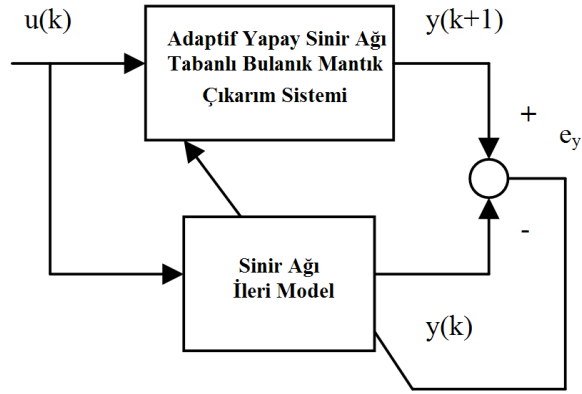 u(k)
Adaptif Yapay Sinir Ağı
Tabanlı Bulanık Mantık
Çıkarım Sistemi
y(k+1)
+
e_y
-
Sinir Ağı
İleri Model
y(k)